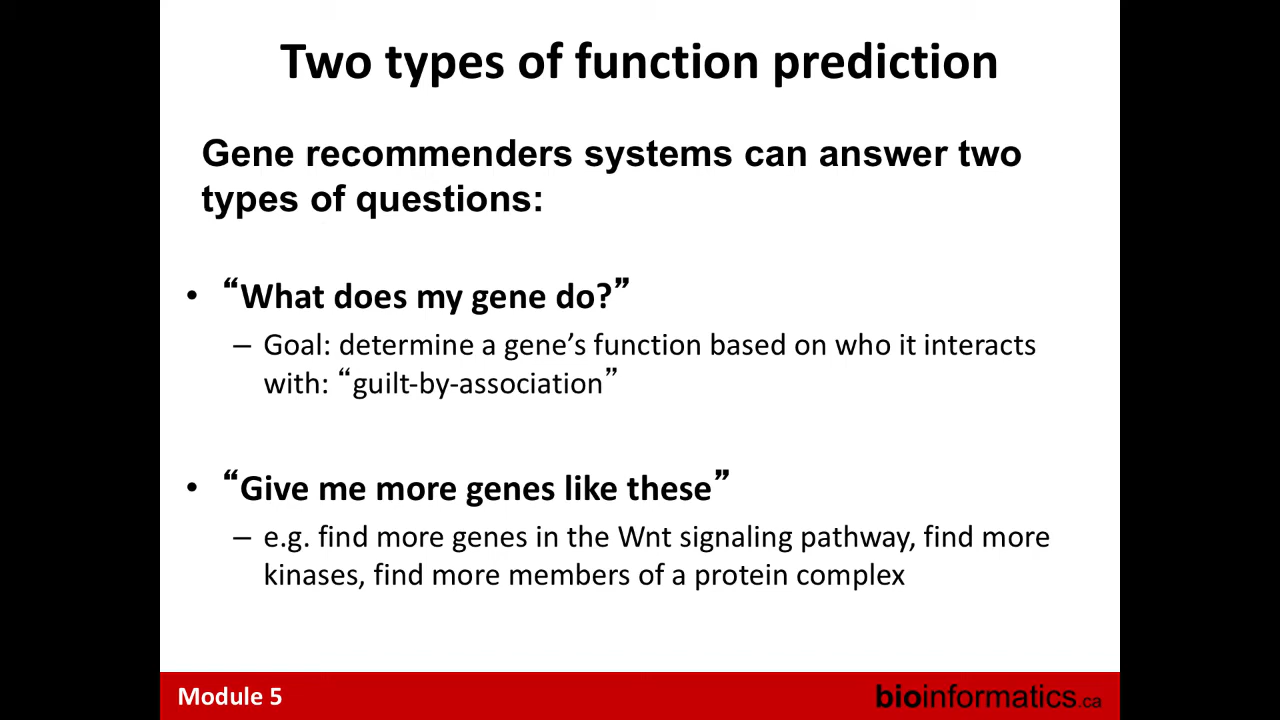 Two types of function prediction
Gene recommenders systems can answer two
types of questions:
• “What does my gene do?”
– Goal: determine a gene’s function based on who it interacts
with: “guilt-by-association”
• “Give me more genes like these”
– e.g. find more genes in the Wnt signaling pathway, find more
kinases, find more members of a protein complex
Module 5
bioinformatics.ca